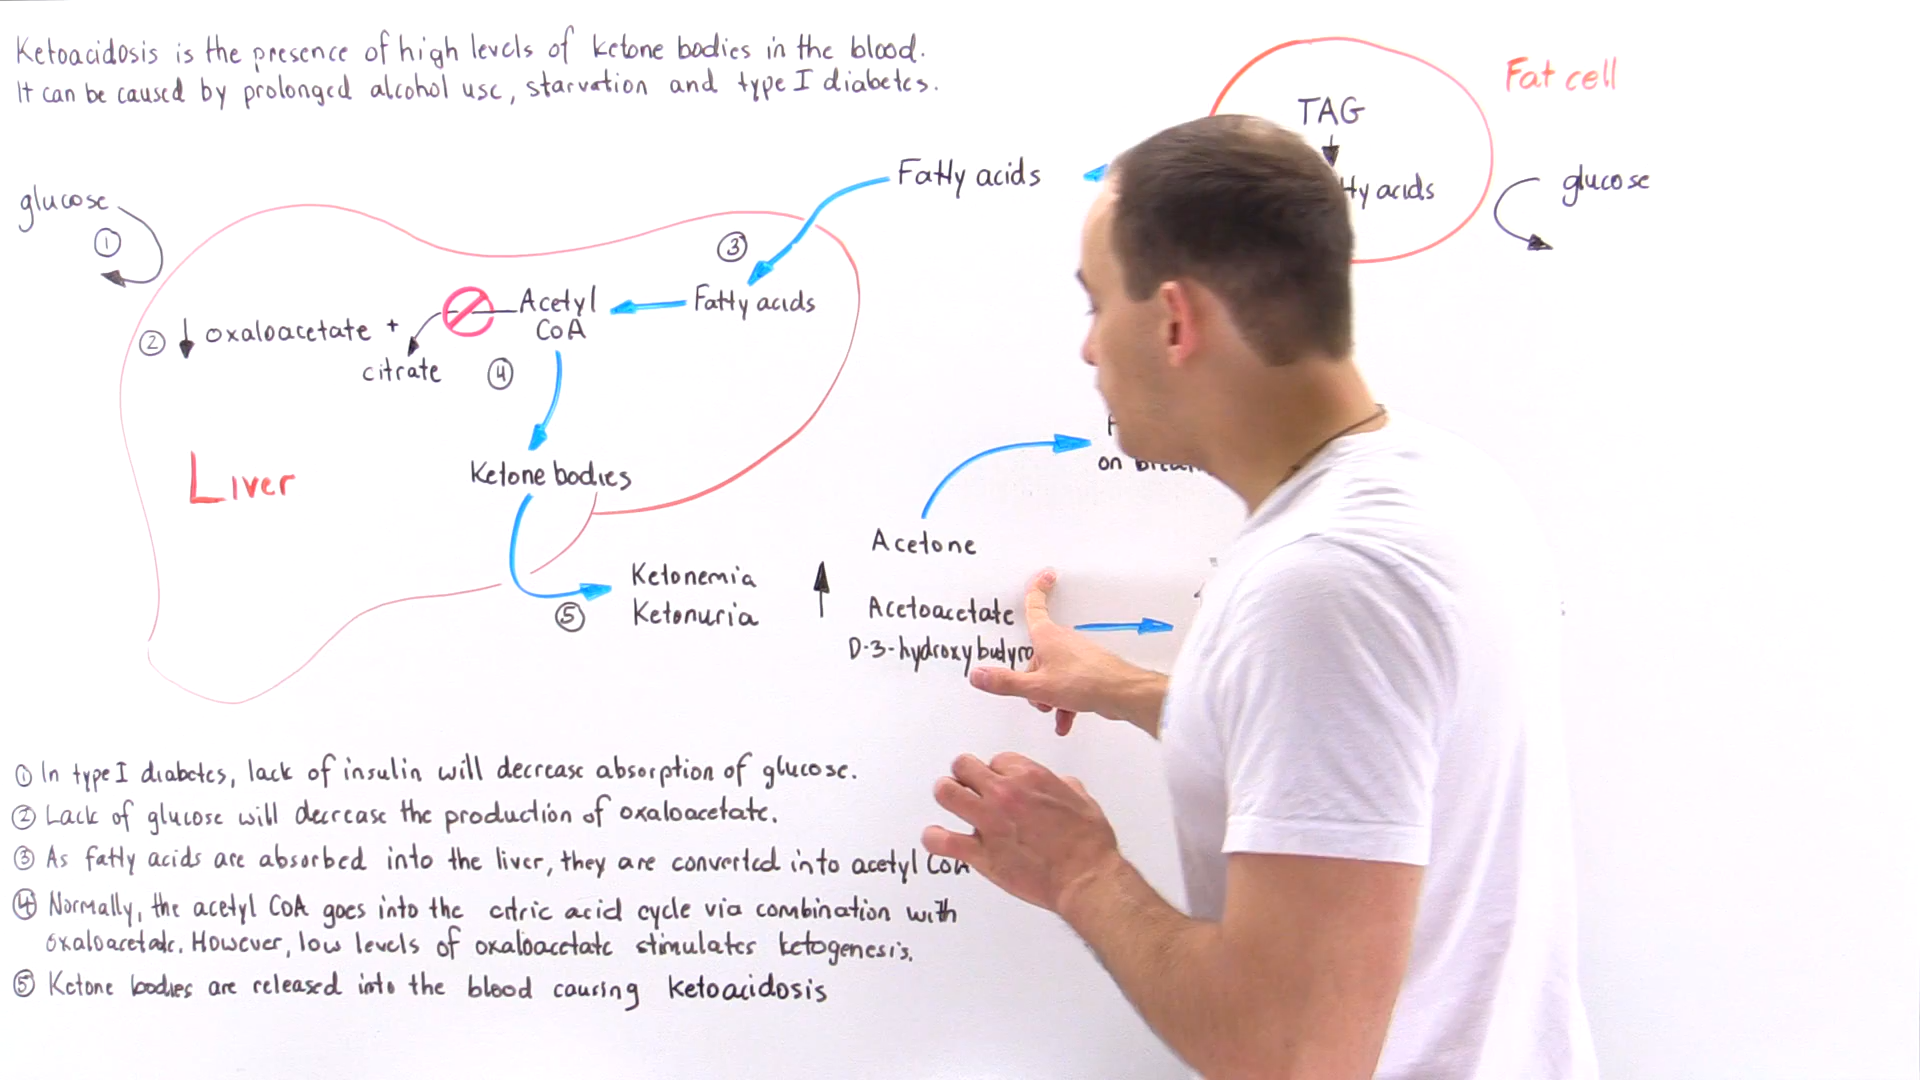 Ketoacidosis is the presence of high levels of ketone bodies in the blood.
It can be caused by prolonged alcohol use, starvation and type I diabetes.
Fat cell
TAG
Fatty acids
glucose
glucose
①
③
Acetyl
CoA
Fatty acids
② oxaloacetate +
citrate
④
Liver
Ketone bodies
on
Acetone
Ketonemia
Ketonuria
⑤
Acetoacetate
D-3-hydroxybutyro
① In type I diabetes, lack of insulin will decrease absorption of glucose.
② Lack of glucose will decrease the production of oxaloacetate.
③ As fatty acids are absorbed into the liver, they are converted into acetyl CoA
④ Normally, the acetyl CoA goes into the citric acid cycle via combination with
oxaloacetate. However, low levels of oxaloacetate stimulates ketogenesis.
⑤ Ketone bodies are released into the blood causing ketoacidosis